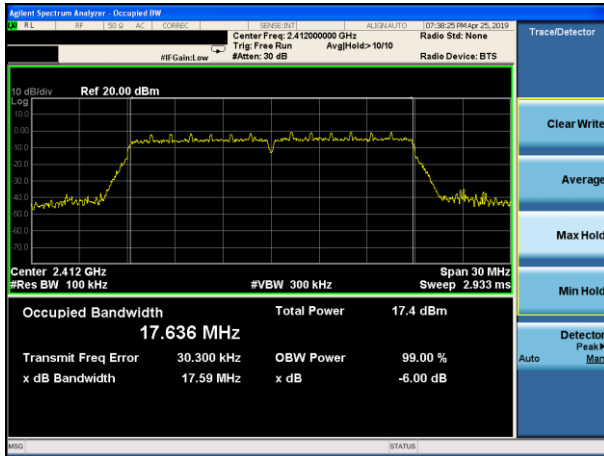 Agilent Spectrum Analyzer - Occupied BW
RL RF 50 Ω AC CORREC SENSE:INT ALIGNAUTO 07:38:25 PM Apr 25, 2019
Center Freq: 2.412000000 GHz Radio Std: None
Trig: Free Run Avg|Hold:>10/10
#IFGain:Low #Atten: 30 dB Radio Device: BTS
Trace/Detector
10 dB/div Ref 20.00 dBm
Log
10.0
0.00
-10.0
-20.0
-30.0
-40.0
-50.0
-60.0
-70.0
Center 2.412 GHz Span 30 MHz
#Res BW 100 kHz #VBW 300 kHz Sweep 2.933 ms
Occupied Bandwidth Total Power 17.4 dBm
17.636 MHz
Transmit Freq Error 30.300 kHz OBW Power 99.00 %
x dB Bandwidth 17.59 MHz x dB -6.00 dB
Clear Write
Average
Max Hold
Min Hold
Detector
Peak▶
Auto Man
MSG STATUS